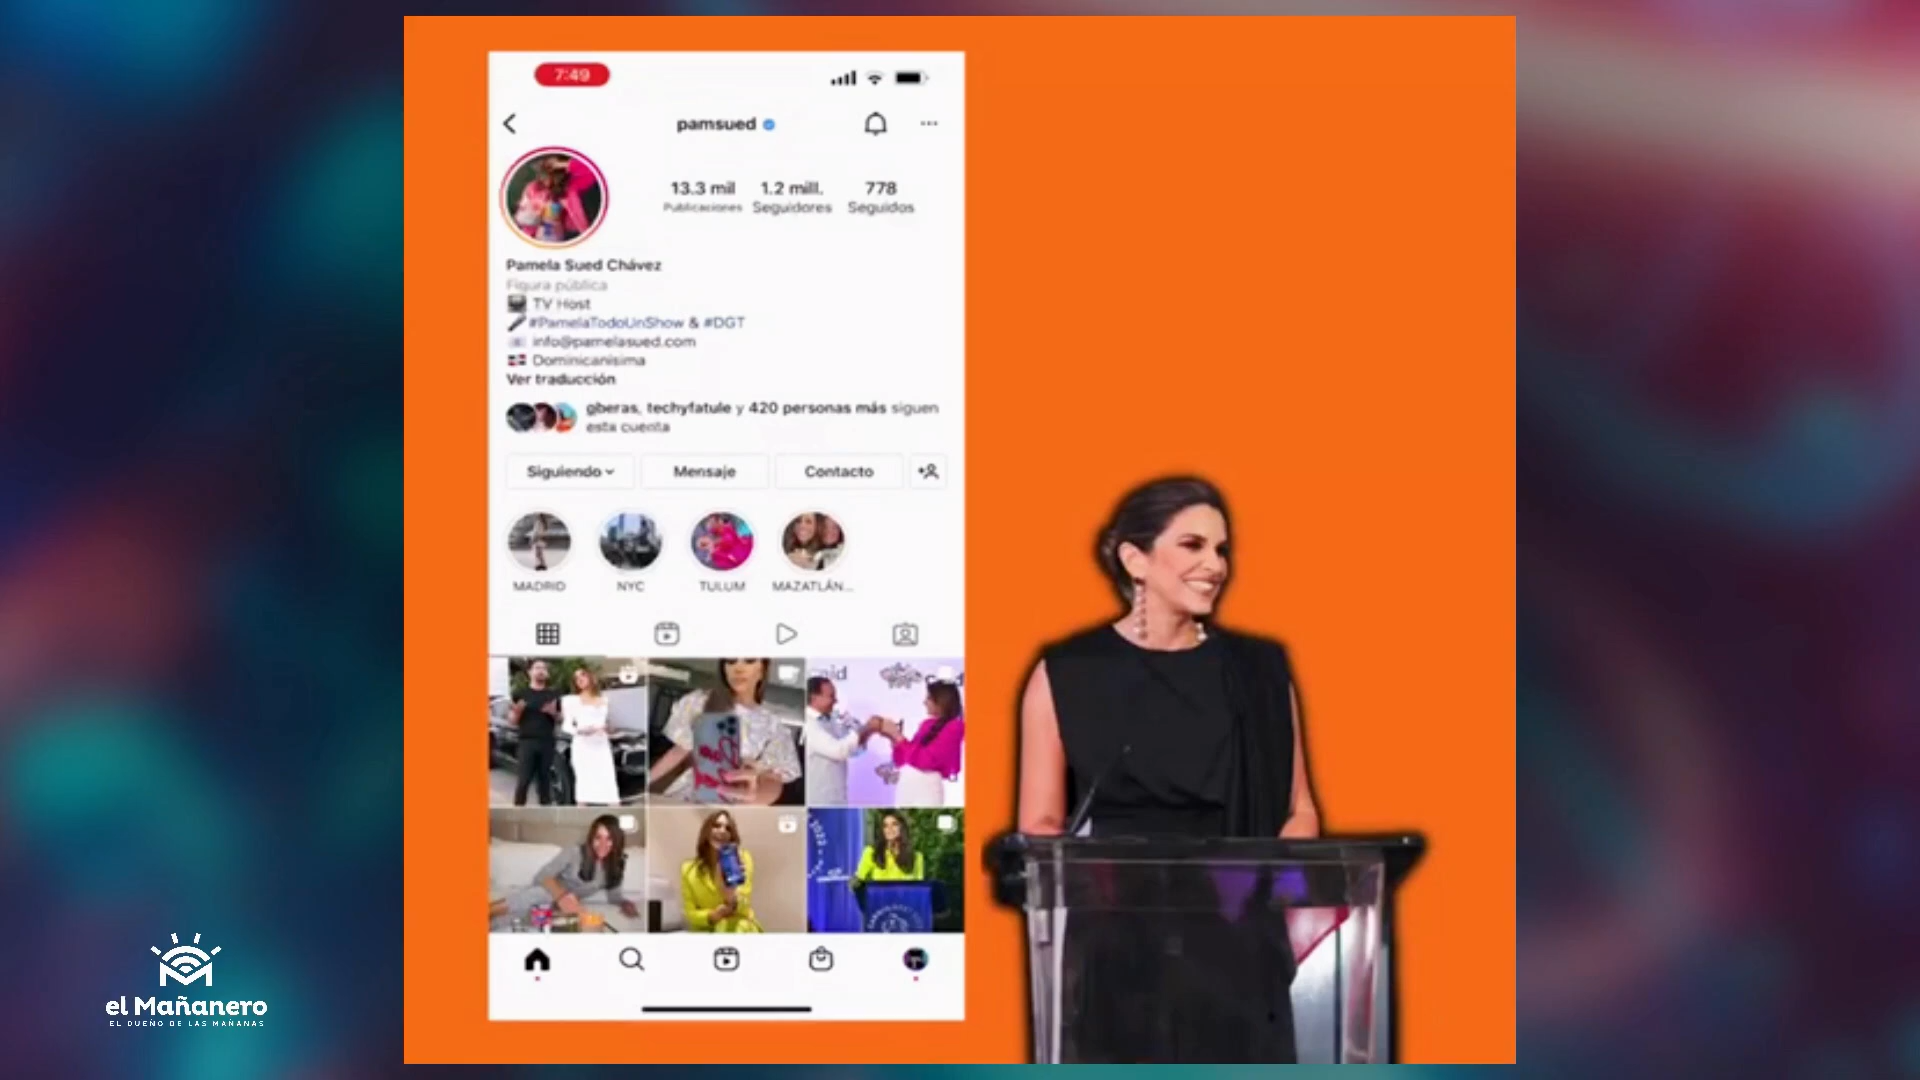 7:49
pamsued
13.3 mil 1.2 mill. 778
Publicaciones Seguidores Seguidos
Pamela Sued Chávez
Figura pública
TV Host
#PamelaTodoUnShow & #DGT
info@pamelasued.com
Dominicanisima
Ver traducción
gberas, techyfatule y 420 personas más siguen
esta cuenta
Siguiendo Mensaje Contacto
MADRID NYC TULUM MAZATLÁN...
2022
el Mañanero
EL DUEÑO DE LAS MAÑANAS